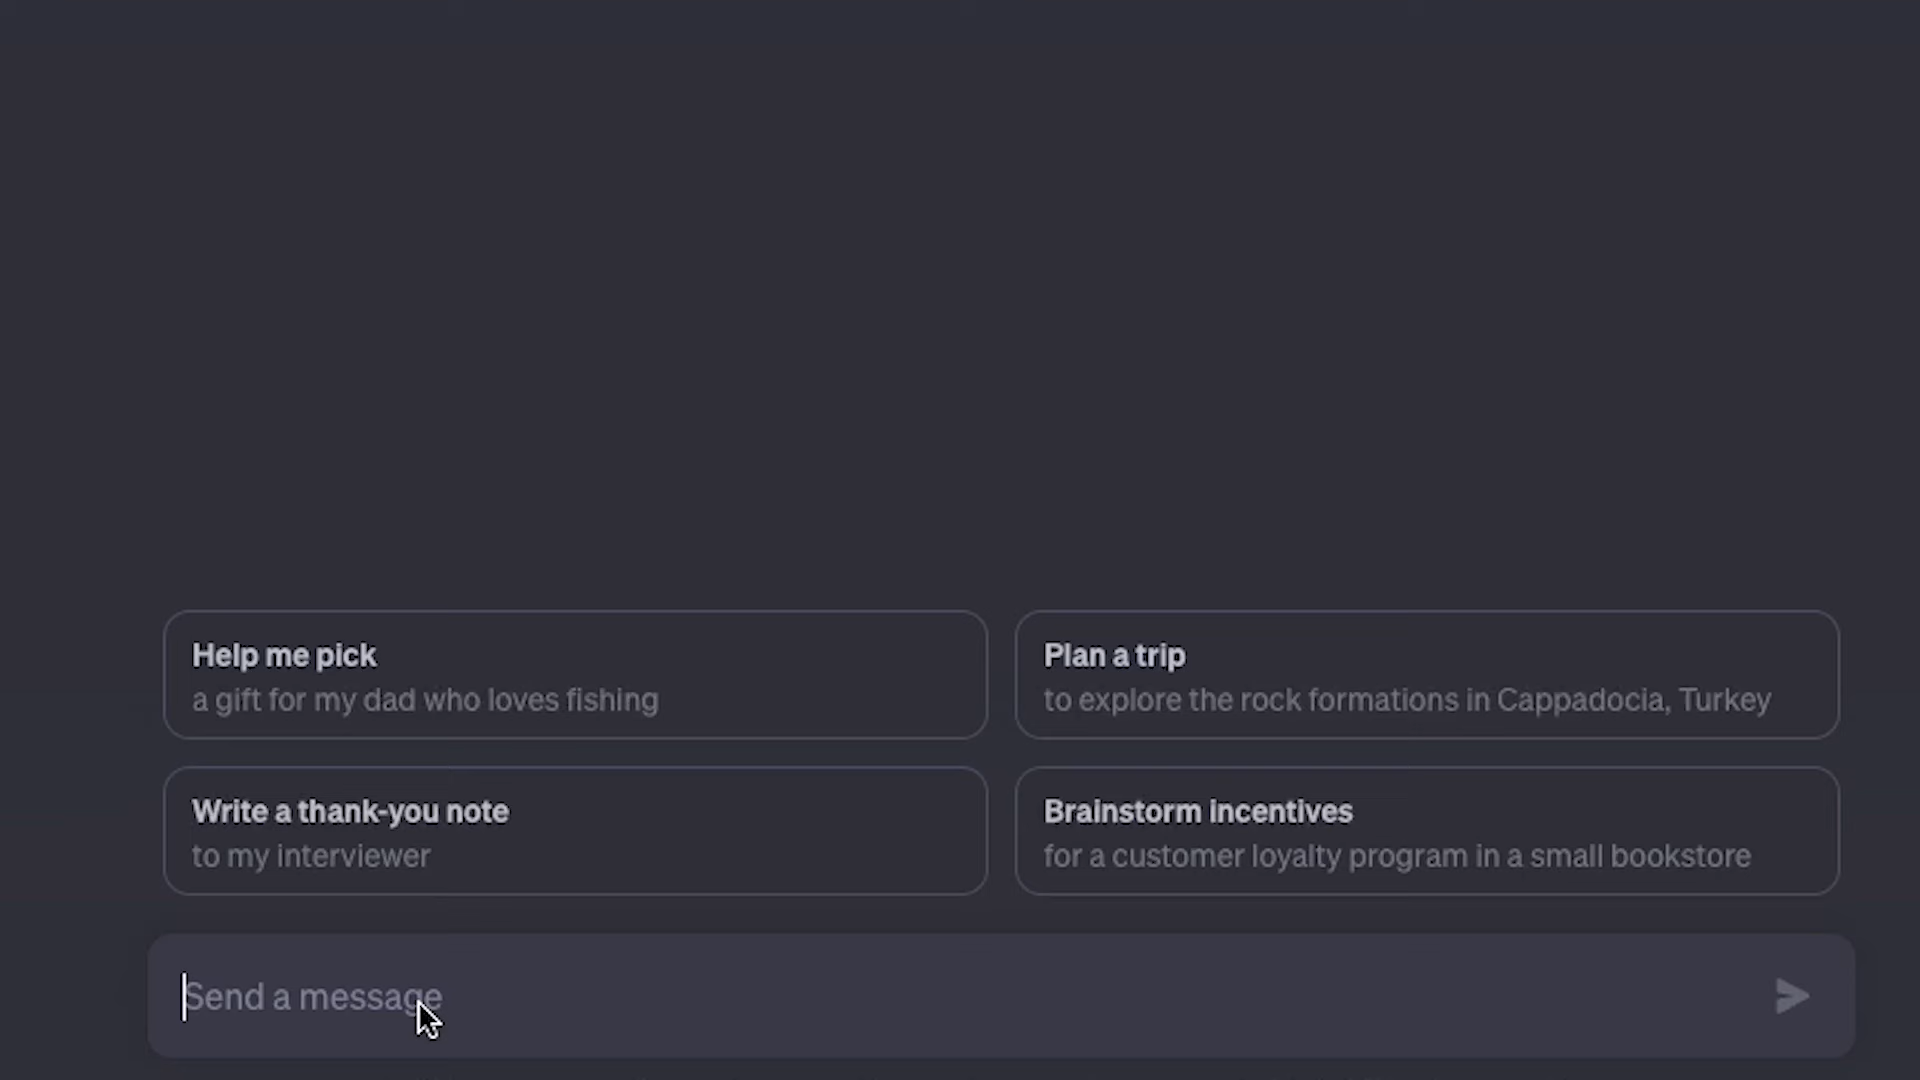 Help me pick
a gift for my dad who loves fishing
Plan a trip
to explore the rock formations in Cappadocia, Turkey
Write a thank-you note
to my interviewer
Brainstorm incentives
for a customer loyalty program in a small bookstore
Send a message